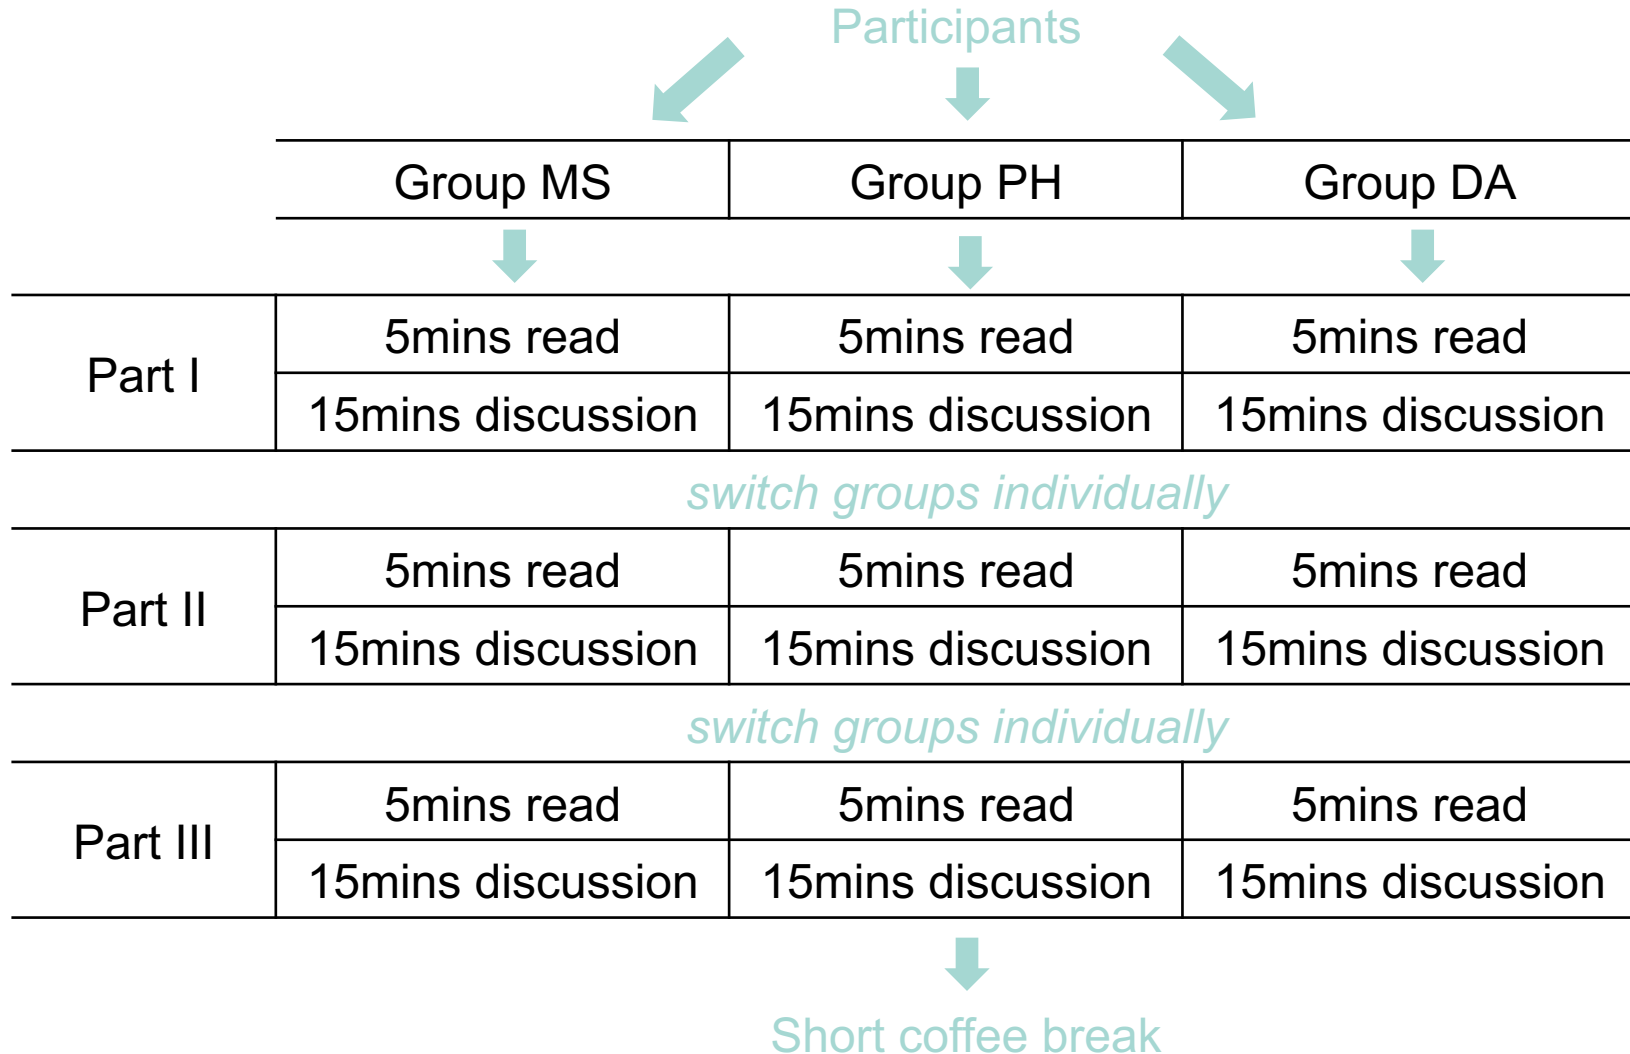 Participants
Group MS Group PH Group DA
5mins read 5mins read 5mins read
Part I
15mins discussion 15mins discussion 15mins discussion
switch groups individually
5mins read 5mins read 5mins read
Part II
15mins discussion 15mins discussion 15mins discussion
switch groups individually
5mins read 5mins read 5mins read
Part III
15mins discussion 15mins discussion 15mins discussion
Short coffee break